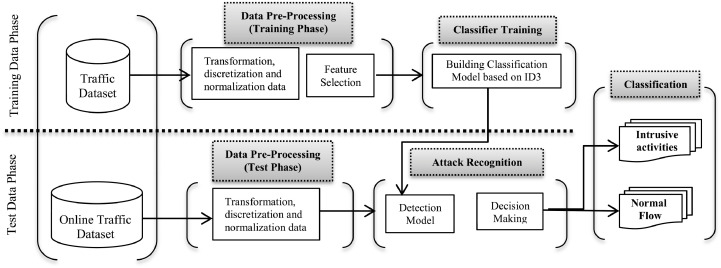 Training Data Phase
Data Pre-Processing
(Training Phase)
Classifier Training
Traffic
Dataset
Transformation,
discretization and
normalization data
Feature
Selection
Building Classification
Model based on ID3
Classification
Intrusive
activities
Normal
Flow
Test Data Phase
Data Pre-Processing
(Test Phase)
Attack Recognition
Online Traffic
Dataset
Transformation,
discretization and
normalization data
Detection
Model
Decision
Making